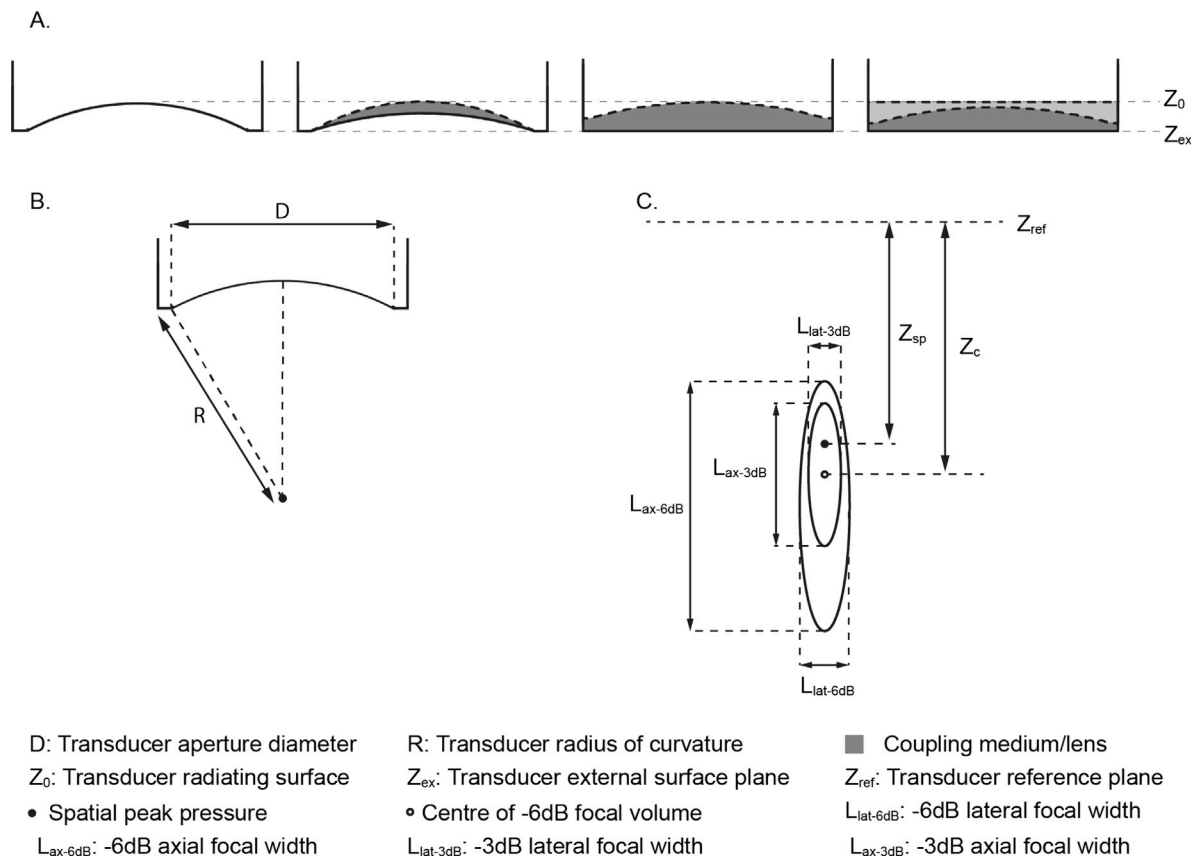 A.
Z0
Zex
B.
D
R
C.
Zref
Llat-3dB
Zsp
Zc
Lax-3dB
Lax-6dB
Llat-6dB
D: Transducer aperture diameter
R: Transducer radius of curvature
Coupling medium/lens
Z0: Transducer radiating surface
Zex: Transducer external surface plane
Zref: Transducer reference plane
Spatial peak pressure
Centre of -6dB focal volume
Llat-6dB: -6dB lateral focal width
Lax-6dB: -6dB axial focal width
Llat-3dB: -3dB lateral focal width
Lax-3dB: -3dB axial focal width